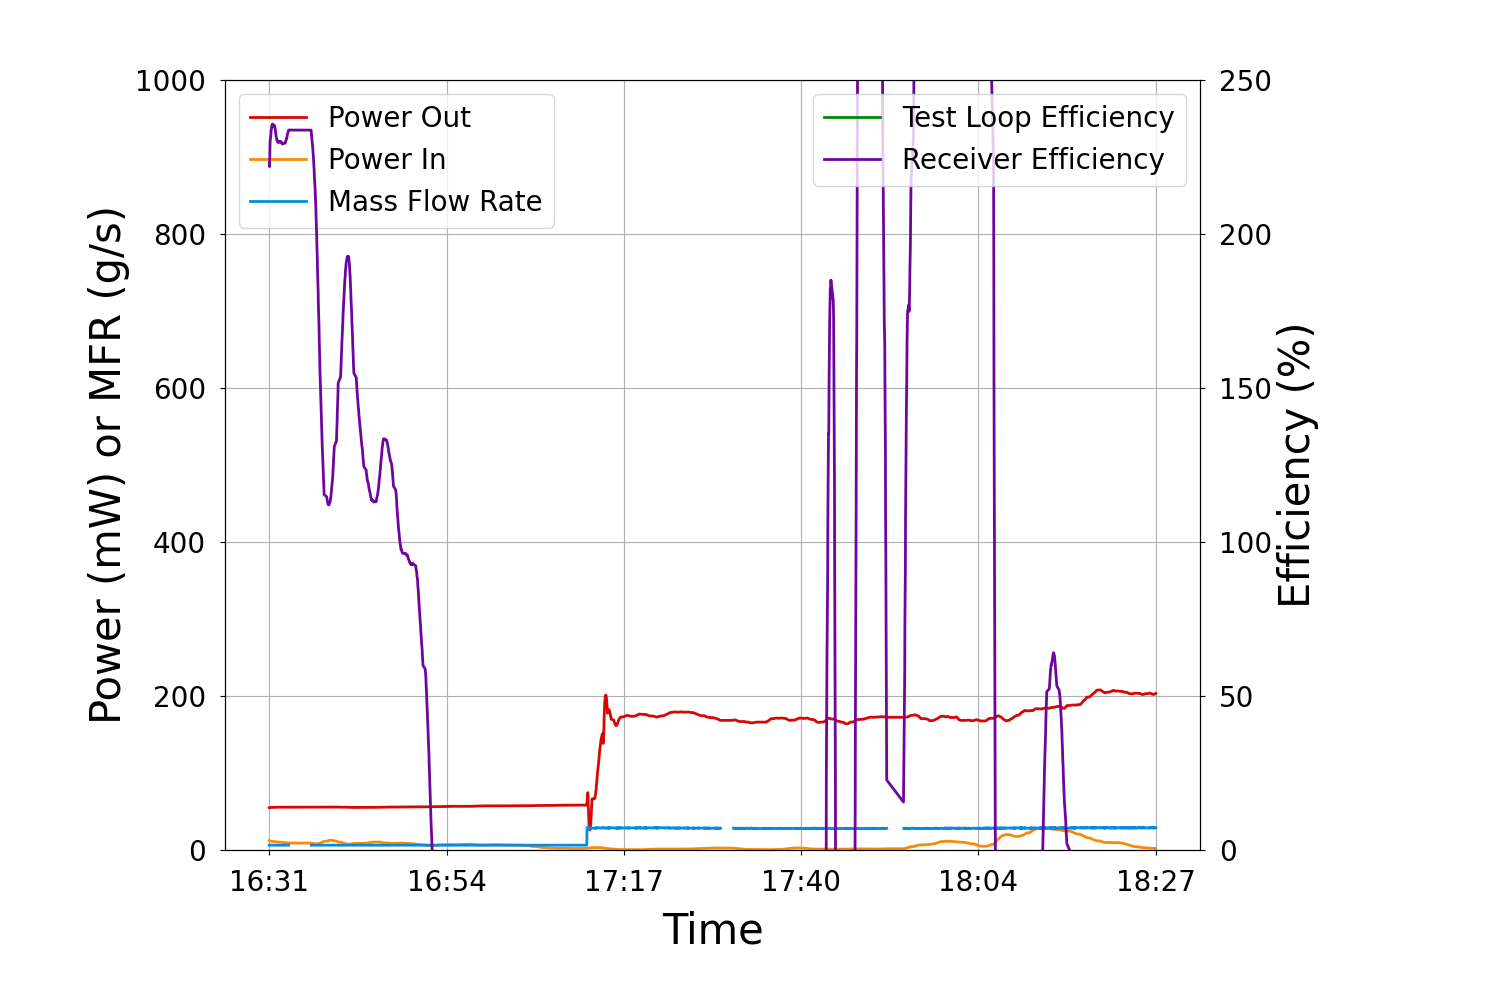 1000
800
600
400
200
0
Power (mW) or MFR (g/s)
Power Out
Power In
Mass Flow Rate
Test Loop Efficiency
Receiver Efficiency
250
200
150
100
50
0
Efficiency (%)
16:31
16:54
17:17
17:40
18:04
18:27
Time